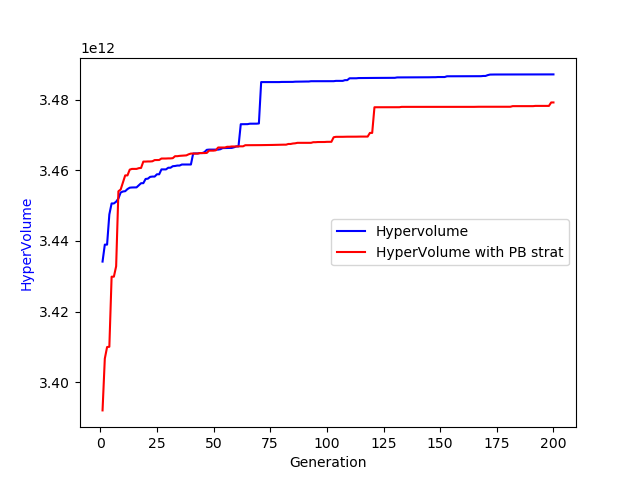 1e12
3.48
3.46
3.44
3.42
3.40
HyperVolume
Hypervolume
HyperVolume with PB strat
0 25 50 75 100 125 150 175 200
Generation